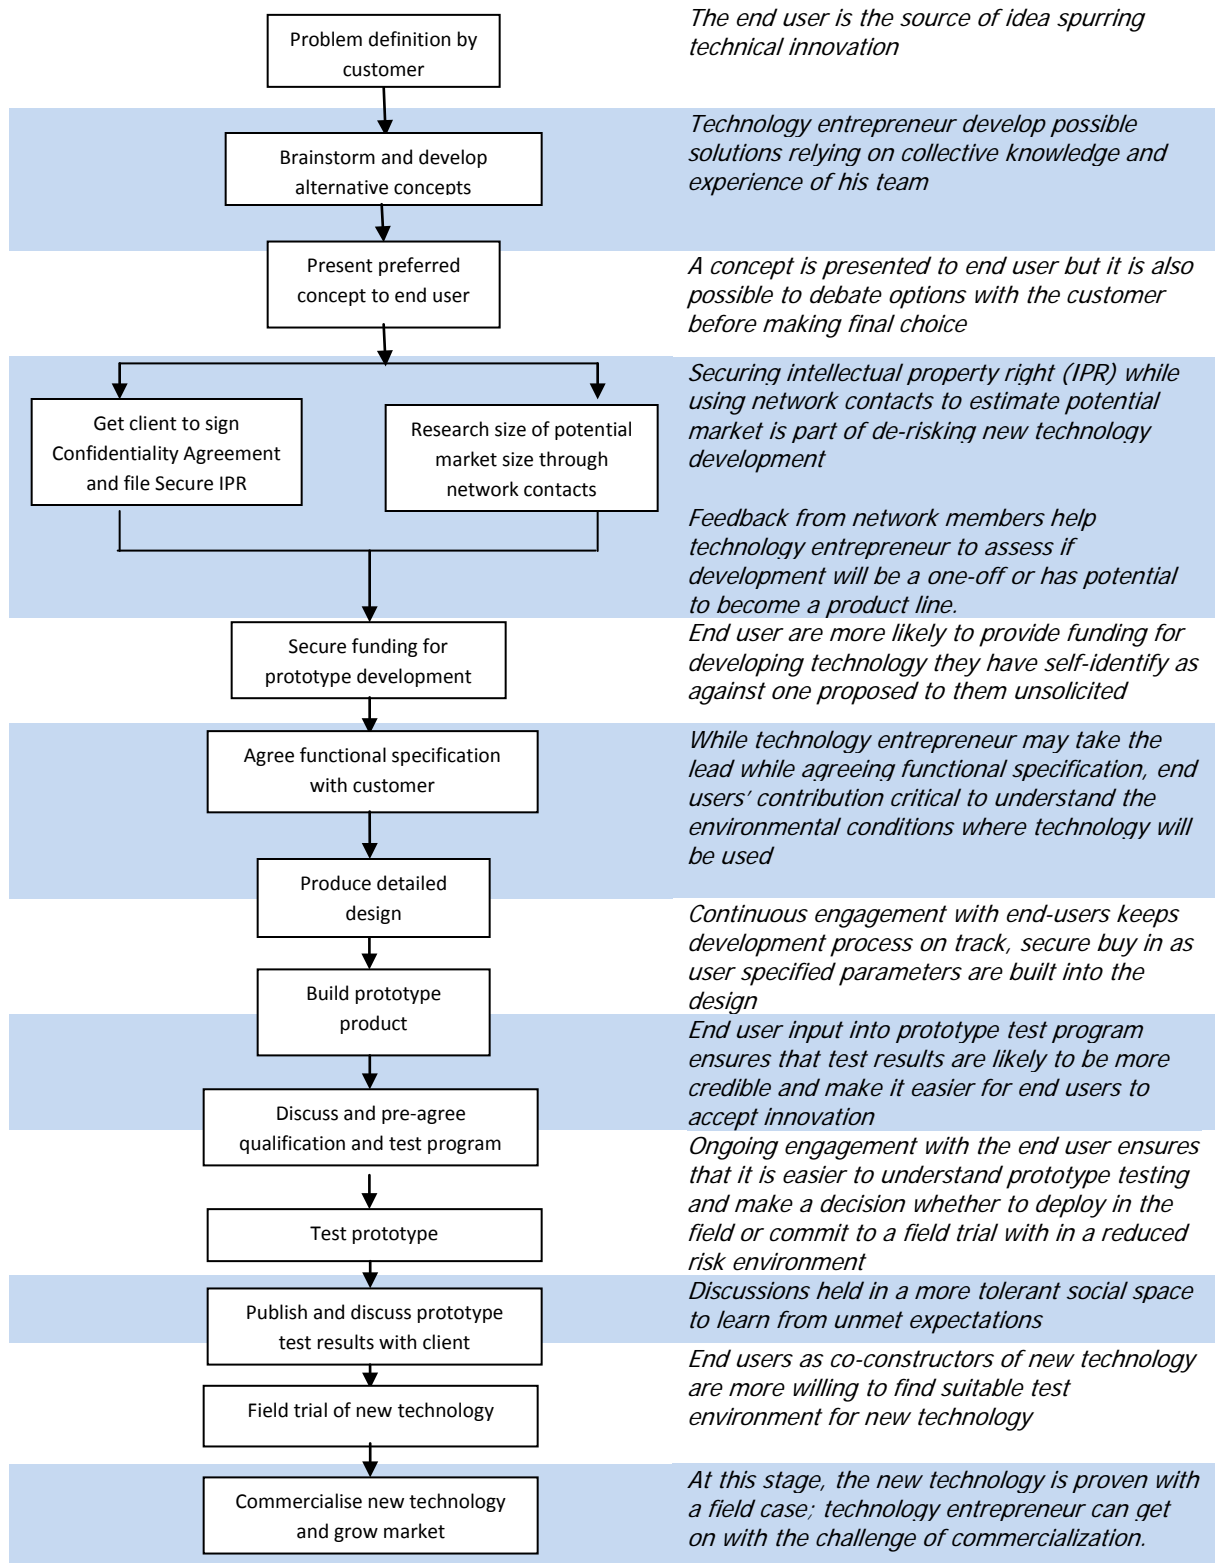 Problem definition by
customer
The end user is the source of idea spurring
technical innovation
Brainstorm and develop
alternative concepts
Technology entrepreneur develop possible
solutions relying on collective knowledge and
experience of his team
Present preferred
concept to end user
A concept is presented to end user but it is also
possible to debate options with the customer
before making final choice
Get client to sign
Confidentiality Agreement
and file Secure IPR
Research size of potential
market size through
network contacts
Securing intellectual property right (IPR) while
using network contacts to estimate potential
market is part of de-risking new technology
development
Feedback from network members help
technology entrepreneur to assess if
development will be a one-off or has potential
to become a product line.
Secure funding for
prototype development
End user are more likely to provide funding for
developing technology they have self-identify as
against one proposed to them unsolicited
Agree functional specification
with customer
While technology entrepreneur may take the
lead while agreeing functional specification, end
users' contribution critical to understand the
environmental conditions where technology will
be used
Produce detailed
design
Continuous engagement with end-users keeps
development process on track, secure buy in as
user specified parameters are built into the
design
Build prototype
product
End user input into prototype test program
ensures that test results are likely to be more
credible and make it easier for end users to
accept innovation
Discuss and pre-agree
qualification and test program
Ongoing engagement with the end user ensures
that it is easier to understand prototype testing
and make a decision whether to deploy in the
field or commit to a field trial with in a reduced
risk environment
Test prototype
Publish and discuss prototype
test results with client
Discussions held in a more tolerant social space
to learn from unmet expectations
Field trial of new technology
End users as co-constructors of new technology
are more willing to find suitable test
environment for new technology
Commercialise new technology
and grow market
At this stage, the new technology is proven with
a field case; technology entrepreneur can get
on with the challenge of commercialization.